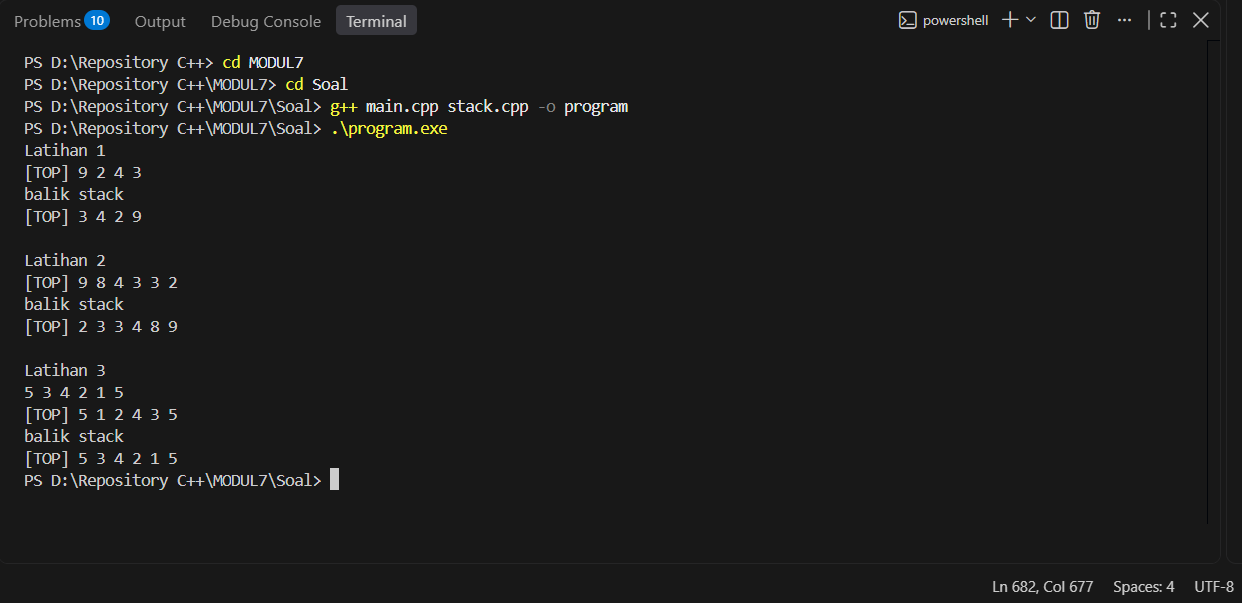 Problems 10 Output Debug Console Terminal powershell
PS D:\Repository C++> cd MODUL7
PS D:\Repository C++\MODUL7> cd Soal
PS D:\Repository C++\MODUL7\Soal> g++ main.cpp stack.cpp -o program
PS D:\Repository C++\MODUL7\Soal> .\program.exe
Latihan 1
[TOP] 9 2 4 3
balik stack
[TOP] 3 4 2 9
Latihan 2
[TOP] 9 8 4 3 3 2
balik stack
[TOP] 2 3 3 4 8 9
Latihan 3
5 3 4 2 1 5
[TOP] 5 1 2 4 3 5
balik stack
[TOP] 5 3 4 2 1 5
PS D:\Repository C++\MODUL7\Soal>
Ln 682, Col 677 Spaces: 4 UTF-8